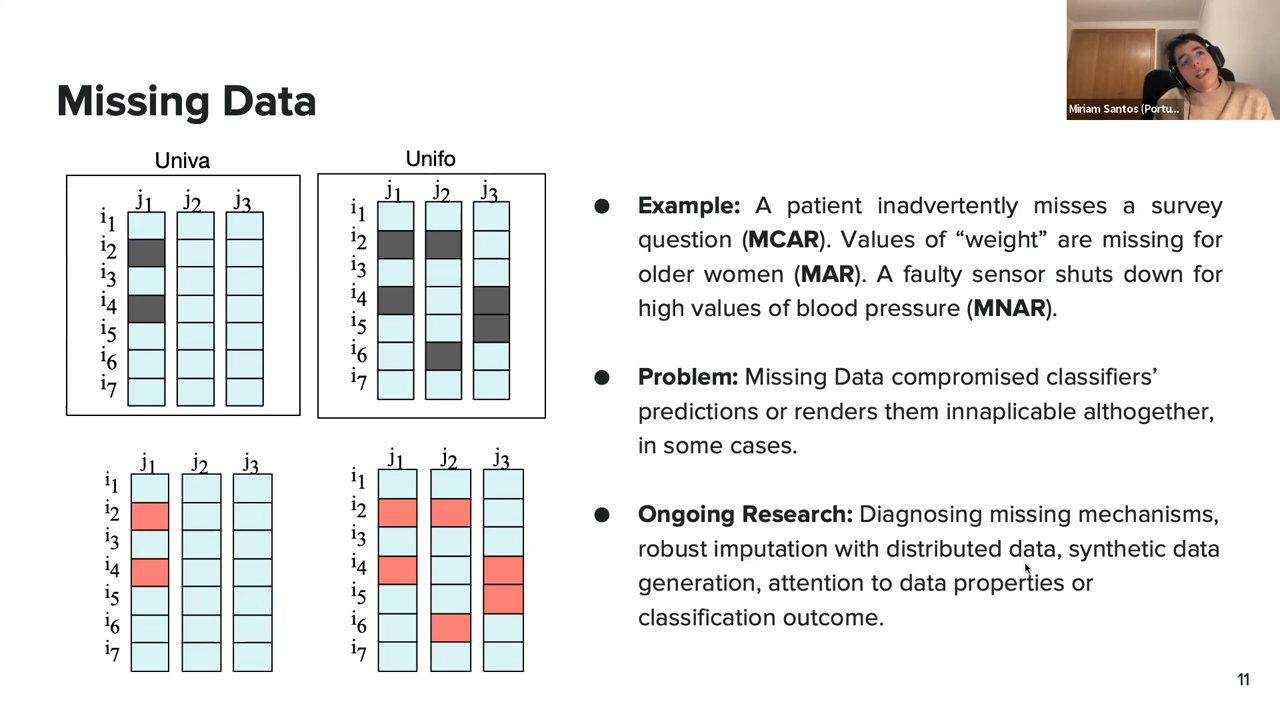 Missing Data
Miriam Santos (Portu...
Univa
j1 j2 j3
i1
i2
i3
i4
i5
i6
i7
Unifo
j1 j2 j3
i1
i2
i3
i4
i5
i6
i7
j1 j2 j3
i1
i2
i3
i4
i5
i6
i7
j1 j2 j3
i1
i2
i3
i4
i5
i6
i7
● Example: A patient inadvertently misses a survey
question (MCAR). Values of “weight” are missing for
older women (MAR). A faulty sensor shuts down for
high values of blood pressure (MNAR).
● Problem: Missing Data compromised classifiers’
predictions or renders them innaplicable althogether,
in some cases.
● Ongoing Research: Diagnosing missing mechanisms,
robust imputation with distributed data, synthetic data
generation, attention to data properties or
classification outcome.
11